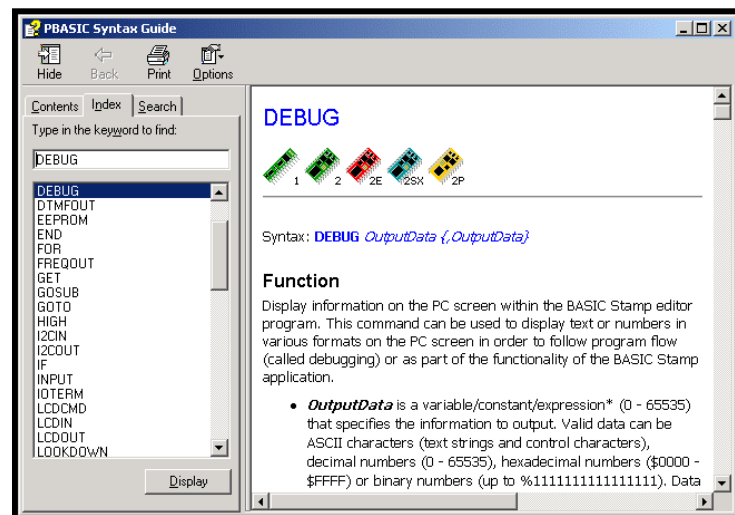 PBASIC Syntax Guide
Hide Back Print Options
Contents Index Search
Type in the keyword to find:
DEBUG
DEBUG
DTMFOUT
EEPROM
END
FOR
FREQOUT
GET
GOSUB
GOTO
HIGH
I2CIN
I2COUT
IF
INPUT
IOTERM
LCDCMD
LCDIN
LCDOUT
LOOKDOWN
Display
DEBUG
1 2 2E 2SX 2P
Syntax: DEBUG OutputData {,OutputData}
Function
Display information on the PC screen within the BASIC Stamp editor
program. This command can be used to display text or numbers in
various formats on the PC screen in order to follow program flow
(called debugging) or as part of the functionality of the BASIC Stamp
application.
• OutputData is a variable/constant/expression* (0 - 65535)
that specifies the information to output. Valid data can be
ASCII characters (text strings and control characters),
decimal numbers (0 - 65535), hexadecimal numbers ($0000 -
$FFFF) or binary numbers (up to %1111111111111111). Data